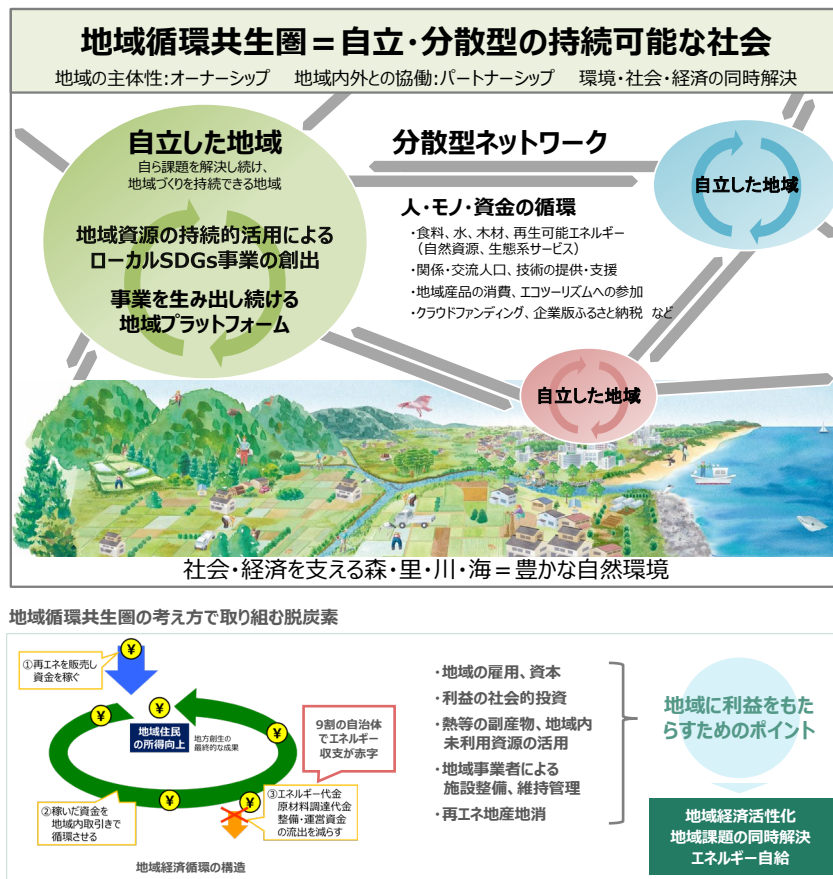 地域循環共生圏＝自立・分散型の持続可能な社会
地域の主体性：オーナーシップ　地域内外との協働：パートナーシップ　環境・社会・経済の同時解決
自立した地域
自ら課題を解決し続け、
地域づくりを持続できる地域
地域資源の持続的活用による
ローカルSDGs事業の創出
事業を生み出し続ける
地域プラットフォーム
分散型ネットワーク
自立した地域
人・モノ・資金の循環
・食料、水、木材、再生可能エネルギー
（自然資源、生態系サービス）
・関係・交流人口、技術の提供・支援
・地域産品の消費、エコツーリズムへの参加
・クラウドファンディング、企業版ふるさと納税 など
自立した地域
社会・経済を支える森・里・川・海＝豊かな自然環境
地域循環共生圏の考え方で取り組む脱炭素
①再エネを販売し
資金を稼ぐ
¥
¥
¥
¥
¥
¥
地域住民
の所得向上
地方創生の
最終的な成果
9割の自治体
でエネルギー
収支が赤字
②稼いだ資金を
地域内取引きで
循環させる
③エネルギー代金
原材料調達代金
整備・運営資金
の流出を減らす
地域経済循環の構造
・地域の雇用、資本
・利益の社会的投資
・熱等の副産物、地域内
未利用資源の活用
・地域事業者による
施設整備、維持管理
・再エネ地産地消
地域に利益をもた
らすためのポイント
地域経済活性化
地域課題の同時解決
エネルギー自給